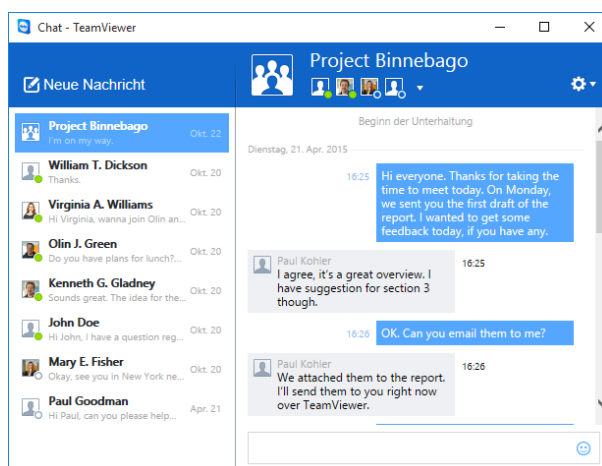 Chat - TeamViewer
Neue Nachricht
Project Binnebago
Project Binnebago
Okt. 22
I'm on my way.
William T. Dickson
Okt. 20
Thanks.
Virginia A. Williams
Okt. 20
Hi Virginia, wanna join Olin an...
Olin J. Green
Okt. 20
Do you have plans for lunch?...
Kenneth G. Gladney
Okt. 20
Sounds great. The idea for the...
John Doe
Okt. 20
Hi John, I have a question reg...
Mary E. Fisher
Okt. 20
Okay, see you in New York ne...
Paul Goodman
Apr. 21
Hi Paul, can you please help...
Beginn der Unterhaltung
Dienstag, 21. Apr. 2015
16:25
Hi everyone. Thanks for taking the
time to meet today. On Monday,
we sent you the first draft of the
report. I wanted to get some
feedback today, if you have any.
Paul Kohler
16:25
I agree, it's a great overview. I
have suggestion for section 3
though.
16:26
OK. Can you email them to me?
Paul Kohler
16:26
We attached them to the report.
I'll send them to you right now
over TeamViewer.